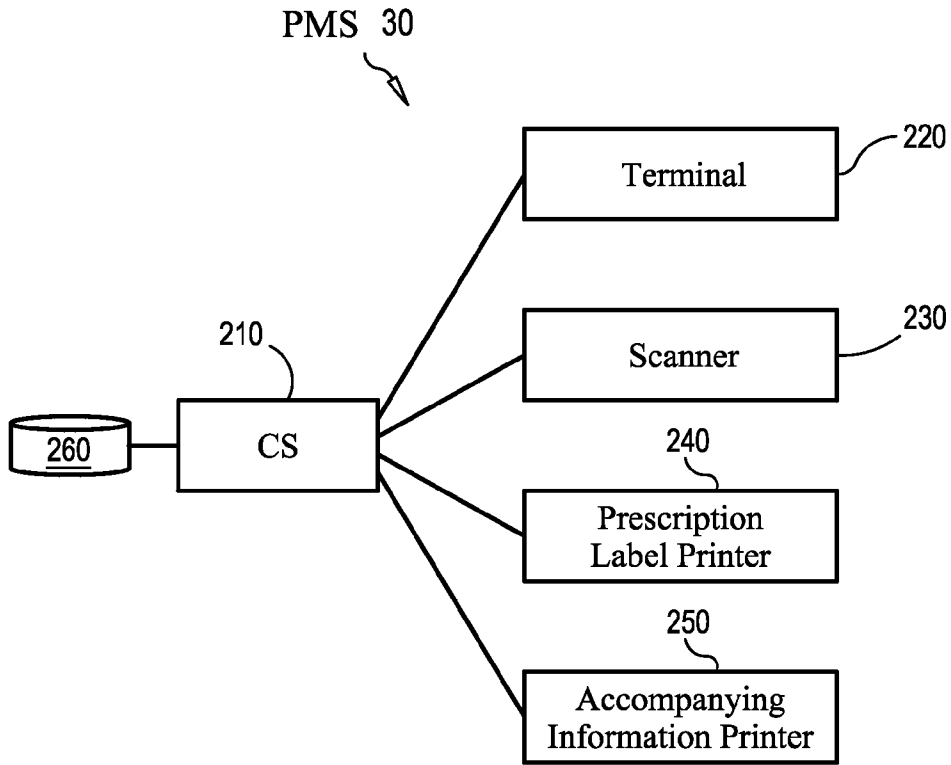 PMS 30
220
Terminal
230
Scanner
210
CS
260
240
Prescription
Label Printer
250
Accompanying
Information Printer